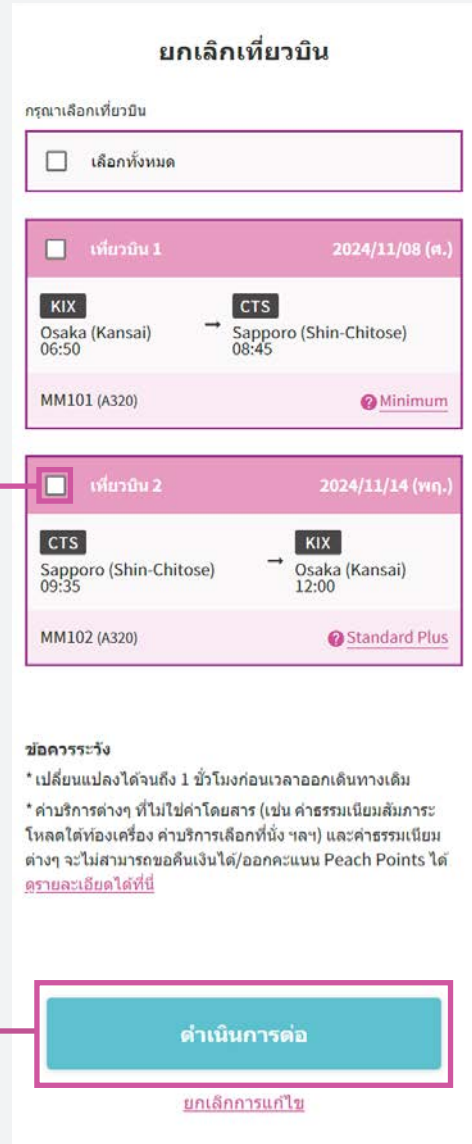 ยกเลิกเที่ยวบิน
กรุณาเลือกเที่ยวบิน
เลือกทั้งหมด
เที่ยวบิน 1 2024/11/08 (ศ.)
KIX → CTS
Osaka (Kansai) Sapporo (Shin-Chitose)
06:50 08:45
MM101 (A320) ? Minimum
เที่ยวบิน 2 2024/11/14 (พฤ.)
CTS → KIX
Sapporo (Shin-Chitose) Osaka (Kansai)
09:35 12:00
MM102 (A320) ? Standard Plus
ข้อควรระวัง
* เปลี่ยนแปลงได้จนถึง 1 ชั่วโมงก่อนเวลาออกเดินทางเดิม
* ค่าบริการต่างๆ ที่ไม่ใช่ค่าโดยสาร (เช่น ค่าธรรมเนียมสัมภาระ
โหลดใต้ท้องเครื่อง ค่าบริการเลือกที่นั่ง ฯลฯ) และค่าธรรมเนียม
ต่างๆ จะไม่สามารถขอคืนเงินได้/ออกคะแนน Peach Points ได้
ดูรายละเอียดได้ที่นี่
ดำเนินการต่อ
ยกเลิกการแก้ไข